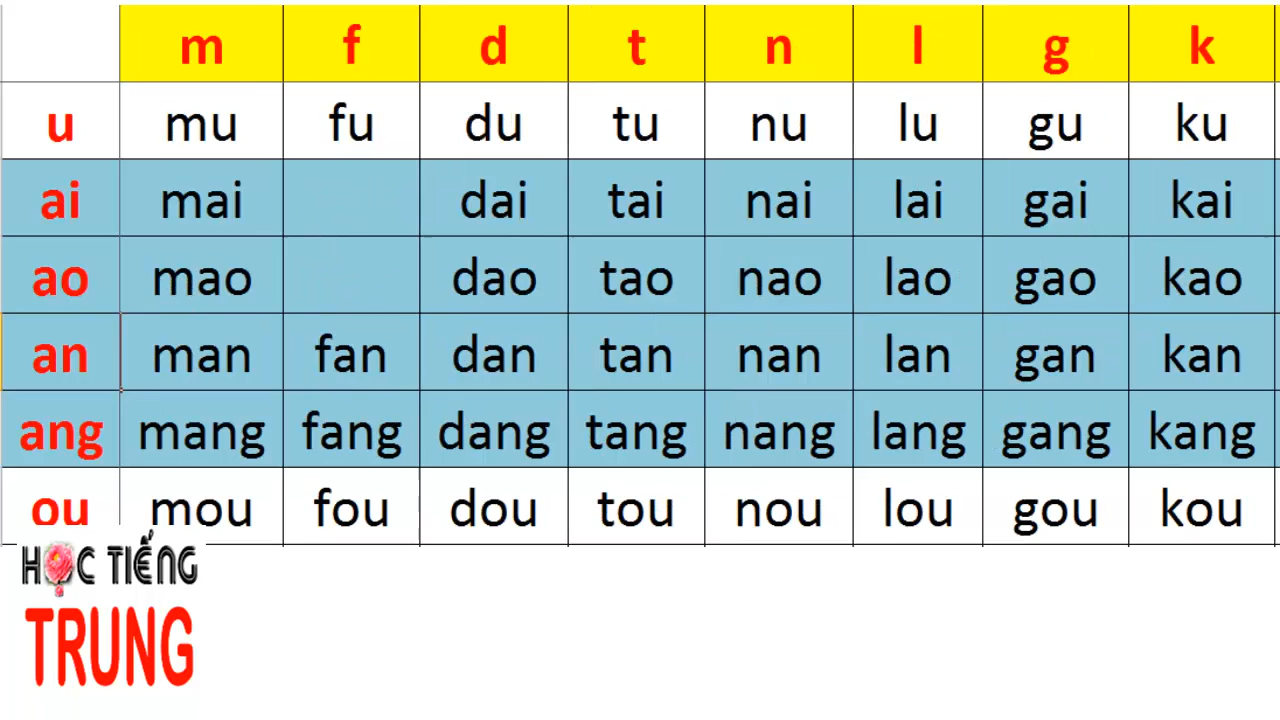 m f d t n l g k
u mu fu du tu nu lu gu ku
ai mai dai tai nai lai gai kai
ao mao dao tao nao lao gao kao
an man fan dan tan nan lan gan kan
ang mang fang dang tang nang lang gang kang
ou mou fou dou tou nou lou gou kou
HỌC TIẾNG
TRUNG